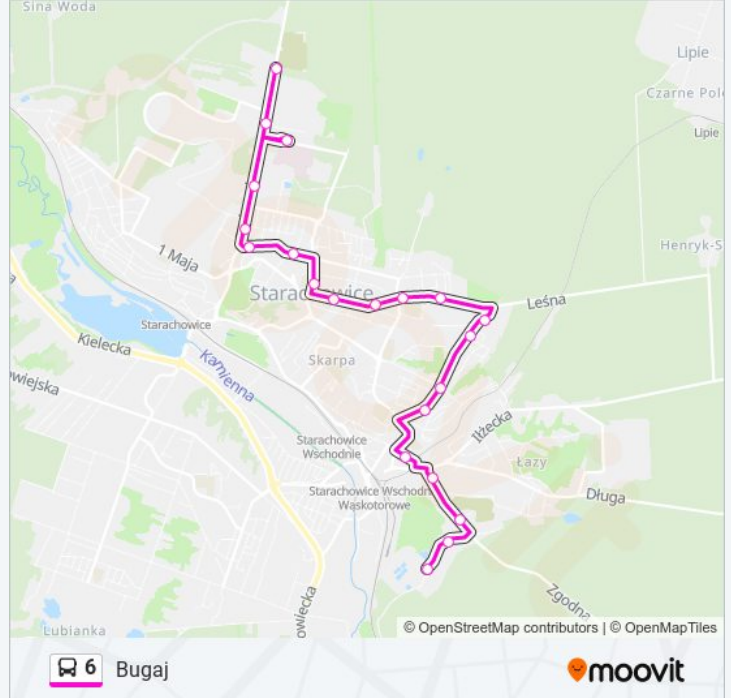 Sina Woda
Lipie
Czarne Pole
Lipie
1 Maja
Henryk-S
Starachowice
Leśna
Starachowice
Kielecka
Skarpa
Kamienna
owiejska
Iłżecka
Starachowice
Wschodnie
Łazy
Starachowice Wschodn
Wąskotorowe
Długa
Zgodna
owiecka
Lubianka
© OpenStreetMap contributors | © OpenMapTiles
6 Bugaj
moovit